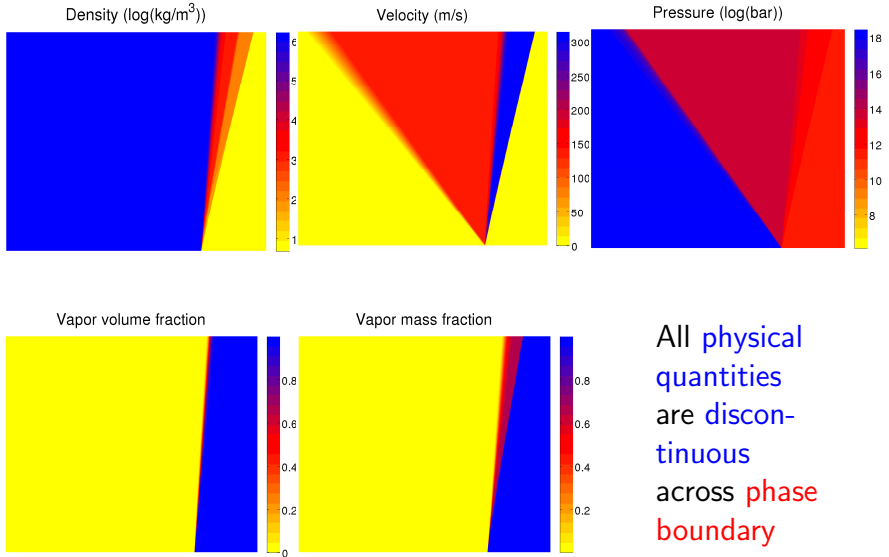 Density (log(kg/m³))
6
5
4
3
2
1
Velocity (m/s)
300
250
200
150
100
50
0
Pressure (log(bar))
18
16
14
12
10
8
Vapor volume fraction
0.8
0.6
0.4
0.2
0
Vapor mass fraction
0.8
0.6
0.4
0.2
All physical
quantities
are discon-
tinuous
across phase
boundary